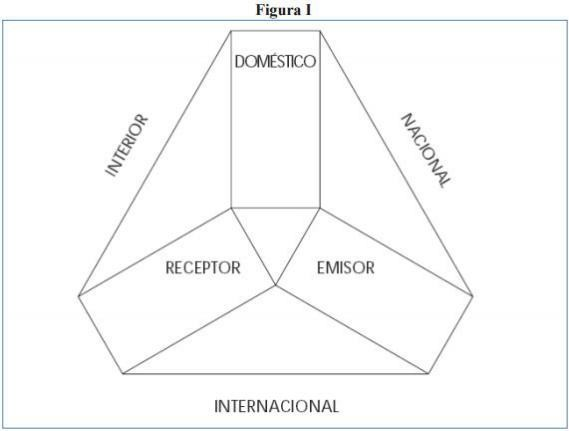 Figura I
DOMÉSTICO
INTERIOR
NACIONAL
RECEPTOR
EMISOR
INTERNACIONAL